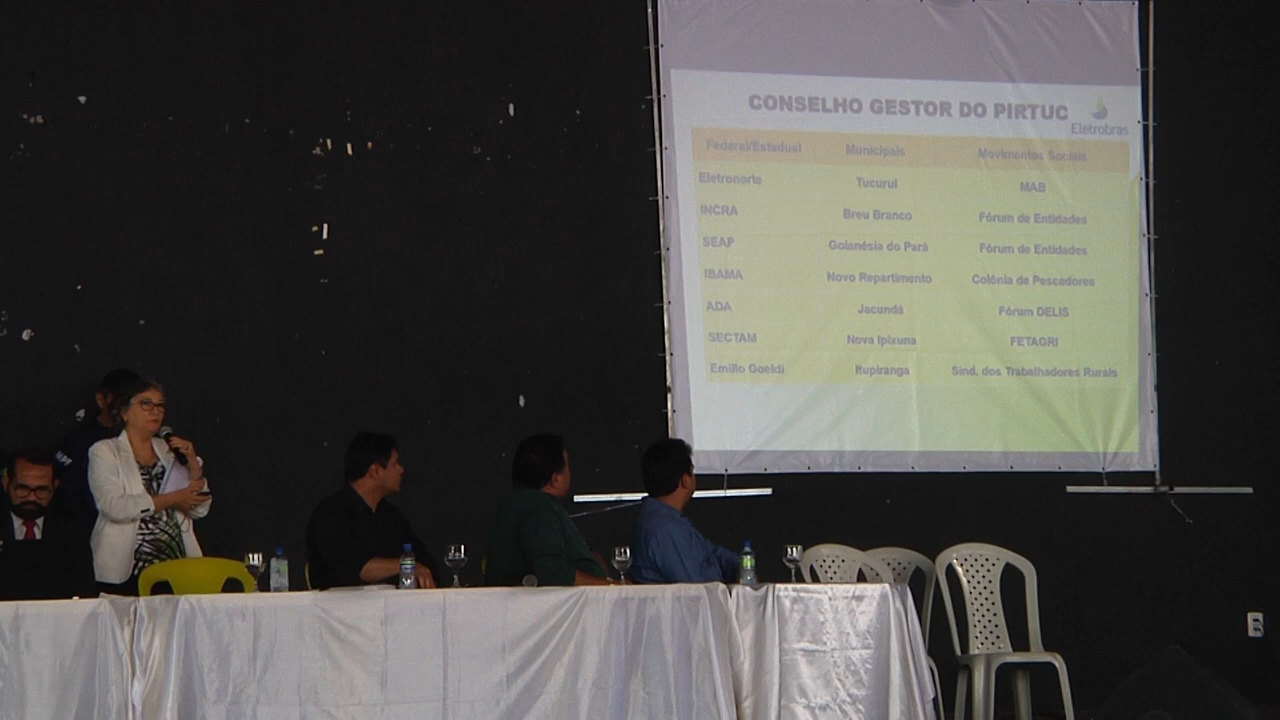 CONSELHO GESTOR DO PIRTUC
Eletrobras
Federal/Estadual Municipais Movimentos Sociais
Eletronorte Tucuruí MAB
INCRA Breu Branco Fórum de Entidades
SEAP Goianésia do Pará Fórum de Entidades
IBAMA Novo Repartimento Colônia de Pescadores
ADA Jacundá Fórum DELIS
SECTAM Nova Ipixuna FETAGRI
Emilio Goeldi Itupiranga Sind. dos Trabalhadores Rurais